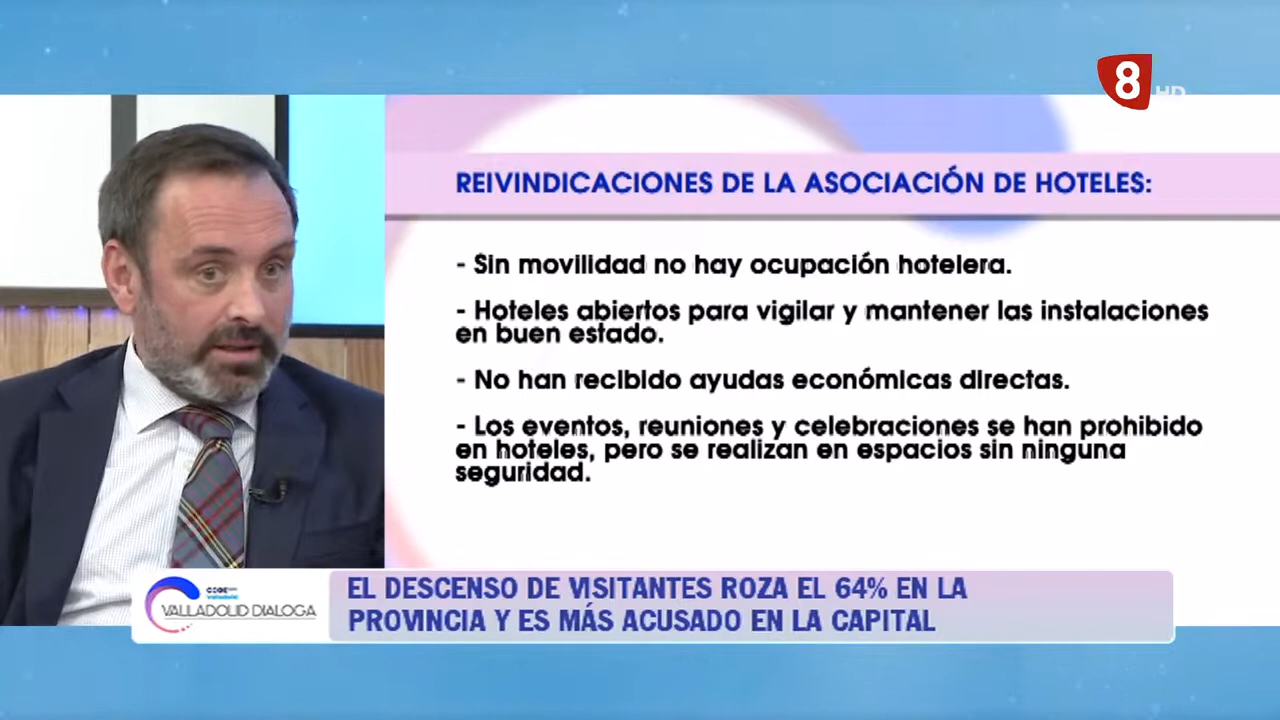 8
HD
REIVINDICACIONES DE LA ASOCIACIÓN DE HOTELES:
- Sin movilidad no hay ocupación hotelera.
- Hoteles abiertos para vigilar y mantener las instalaciones
en buen estado.
- No han recibido ayudas económicas directas.
- Los eventos, reuniones y celebraciones se han prohibido
en hoteles, pero se realizan en espacios sin ninguna
seguridad.
VALLADOLID DIALOGA
EL DESCENSO DE VISITANTES ROZA EL 64% EN LA
PROVINCIA Y ES MÁS ACUSADO EN LA CAPITAL